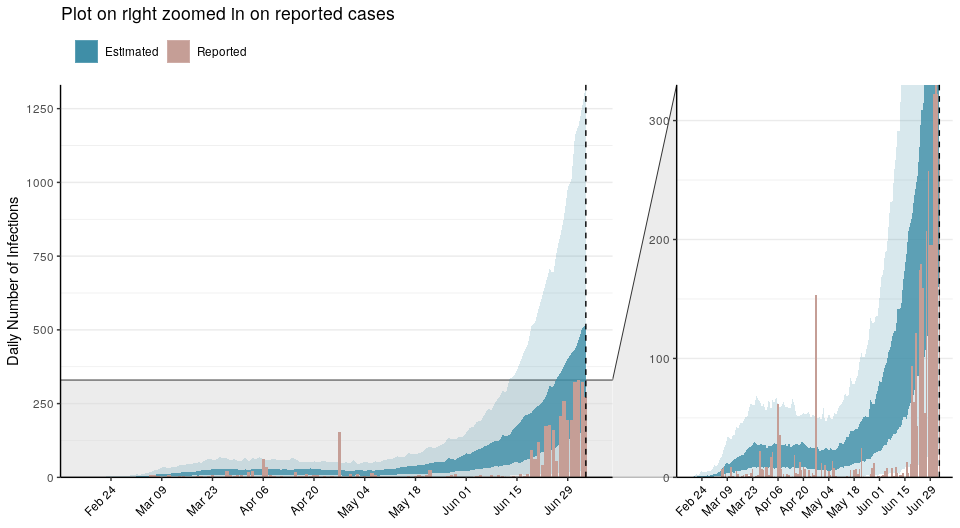 Plot on right zoomed in on reported cases
Estimated Reported
Daily Number of Infections
1250
1000
750
500
250
0
Feb 24 Mar 09 Mar 23 Apr 06 Apr 20 May 04 May 18 Jun 01 Jun 15 Jun 29
300
200
100
0
Feb 24 Mar 09 Mar 23 Apr 06 Apr 20 May 04 May 18 Jun 01 Jun 15 Jun 29